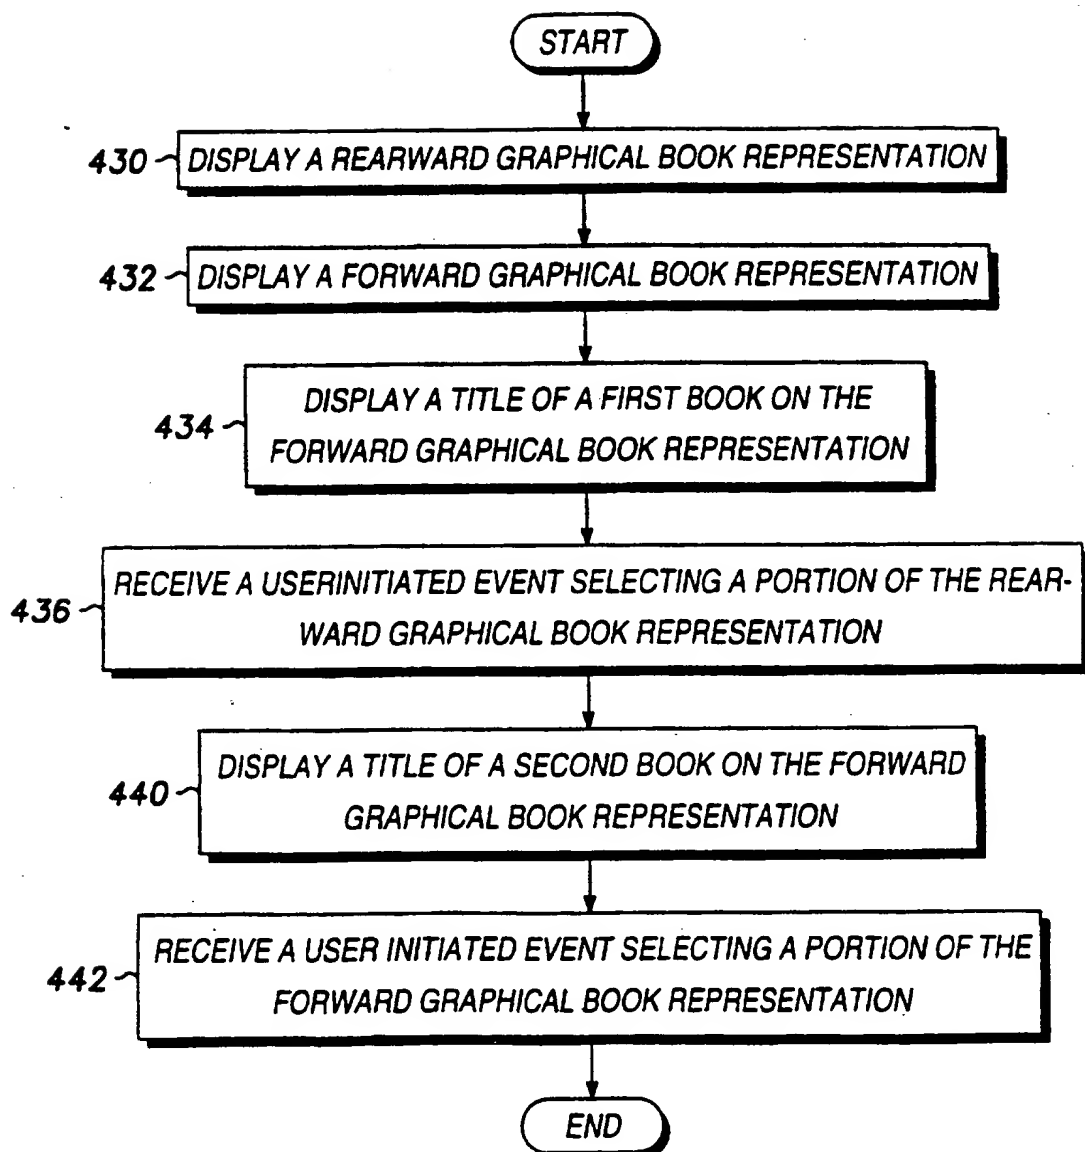 START
430 DISPLAY A REARWARD GRAPHICAL BOOK REPRESENTATION
432 DISPLAY A FORWARD GRAPHICAL BOOK REPRESENTATION
434 DISPLAY A TITLE OF A FIRST BOOK ON THE
FORWARD GRAPHICAL BOOK REPRESENTATION
436 RECEIVE A USERINITIATED EVENT SELECTING A PORTION OF THE REAR-
WARD GRAPHICAL BOOK REPRESENTATION
440 DISPLAY A TITLE OF A SECOND BOOK ON THE FORWARD
GRAPHICAL BOOK REPRESENTATION
442 RECEIVE A USER INITIATED EVENT SELECTING A PORTION OF THE
FORWARD GRAPHICAL BOOK REPRESENTATION
END